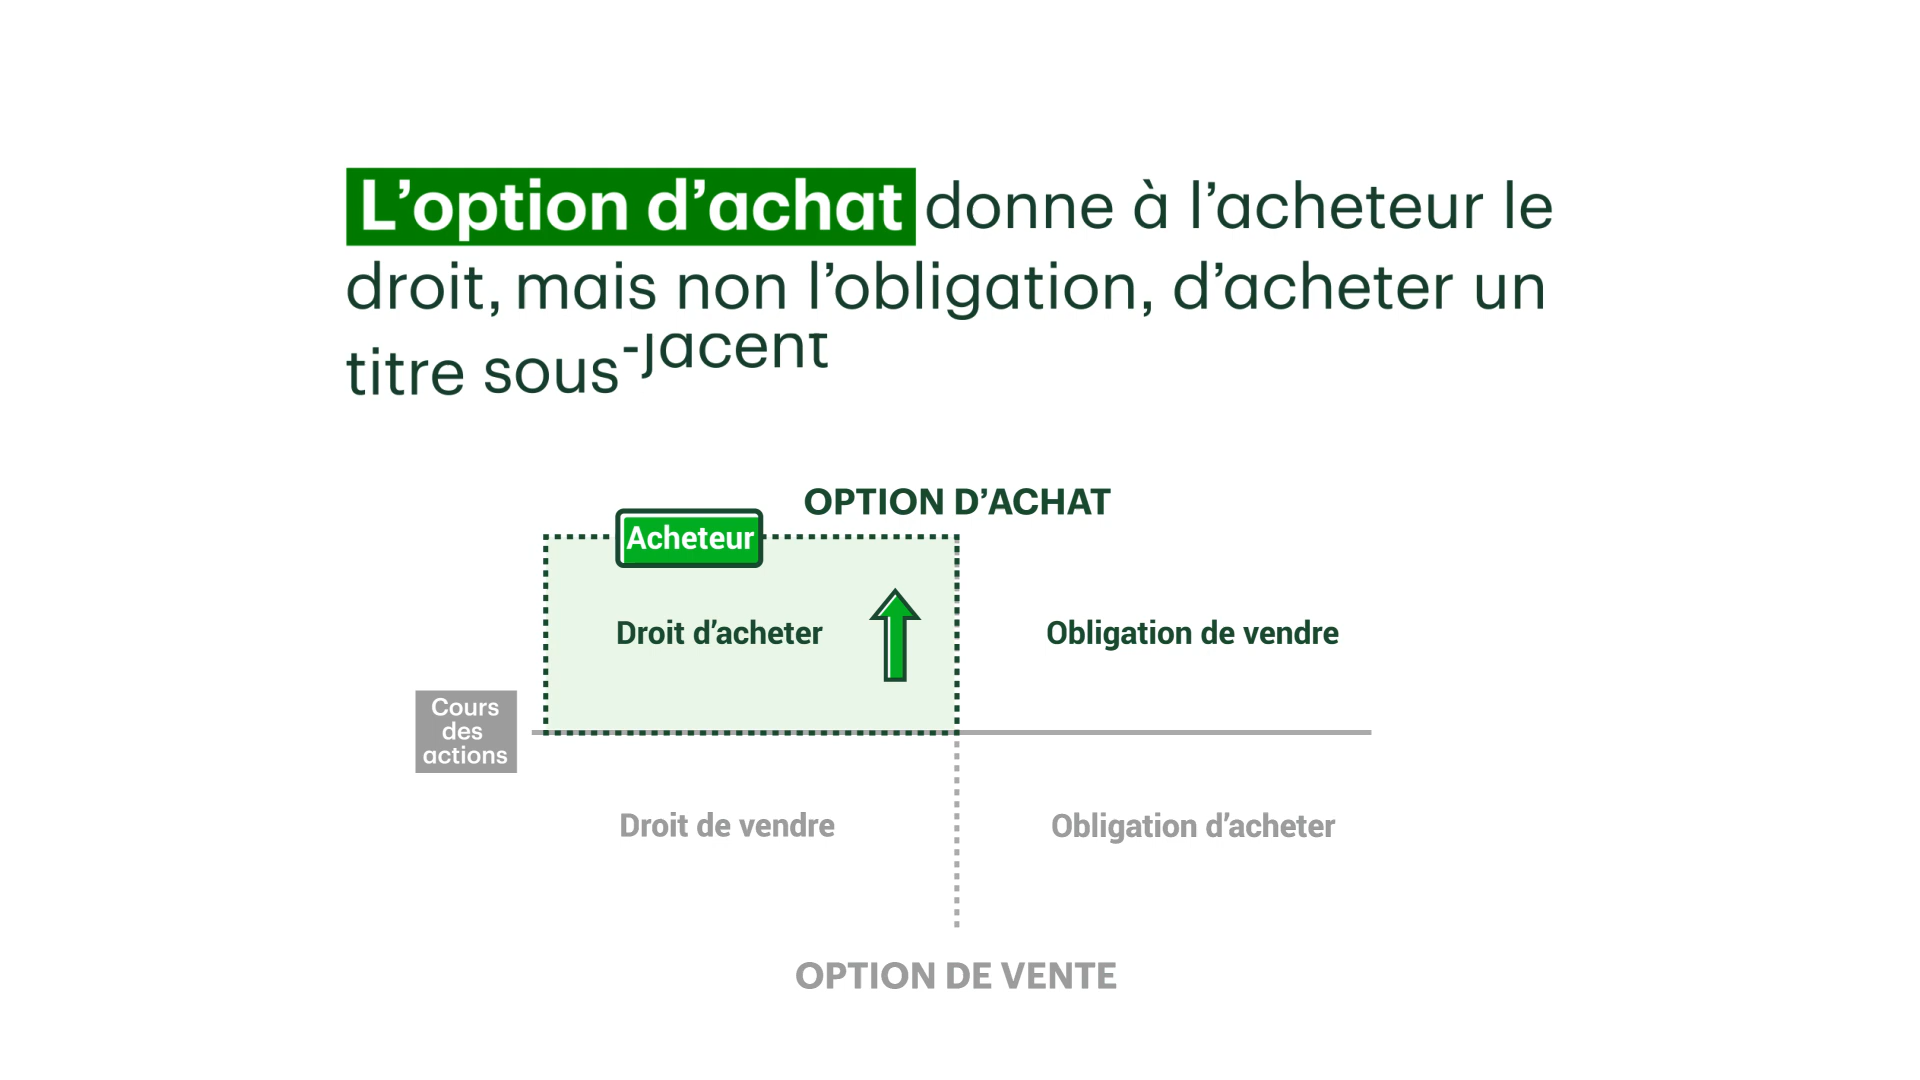 L’option d’achat donne à l’acheteur le
droit, mais non l’obligation, d’acheter un
titre sous-jacent
OPTION D’ACHAT
Acheteur
Droit d’acheter
Obligation de vendre
Cours
des
actions
Droit de vendre
Obligation d’acheter
OPTION DE VENTE